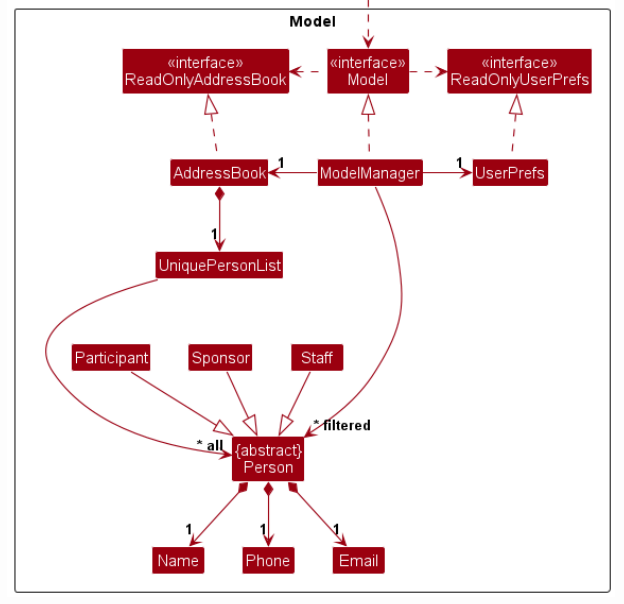 Model
«interface»
ReadOnlyAddressBook
«interface»
Model
«interface»
ReadOnlyUserPrefs
AddressBook
1
ModelManager
1
UserPrefs
1
UniquePersonList
Participant
Sponsor
Staff
* all
* filtered
{abstract}
Person
1
1
1
Name
Phone
Email